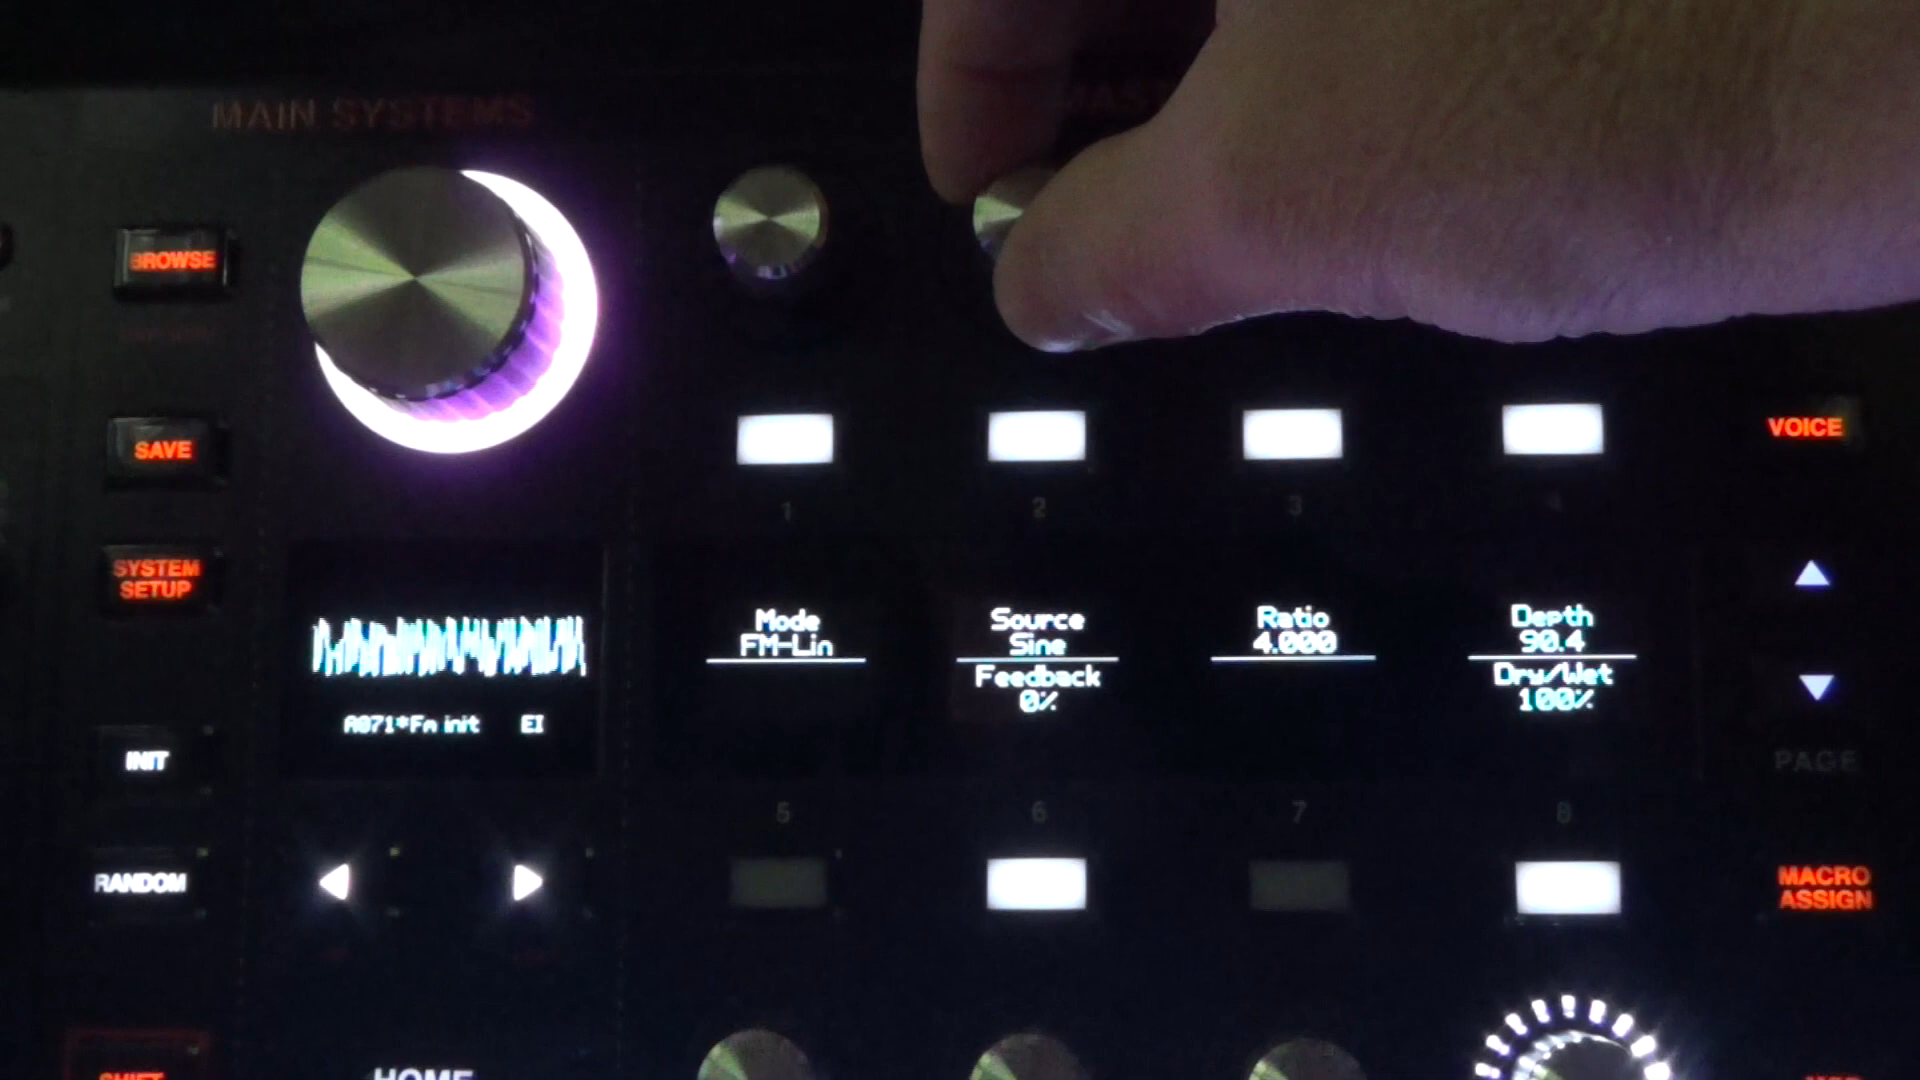 MAIN SYSTEMS
BROWSE
SAVE
SYSTEM
SETUP
INIT
RANDOM
SHIFT
A071*Fm init EI
HOME
1
2
3
4
Mode
FM-Lin
Source
Sine
Feedback
0%
Ratio
4.000
Depth
90.4
Dry/Wet
100%
5
6
7
8
VOICE
PAGE
MACRO
ASSIGN